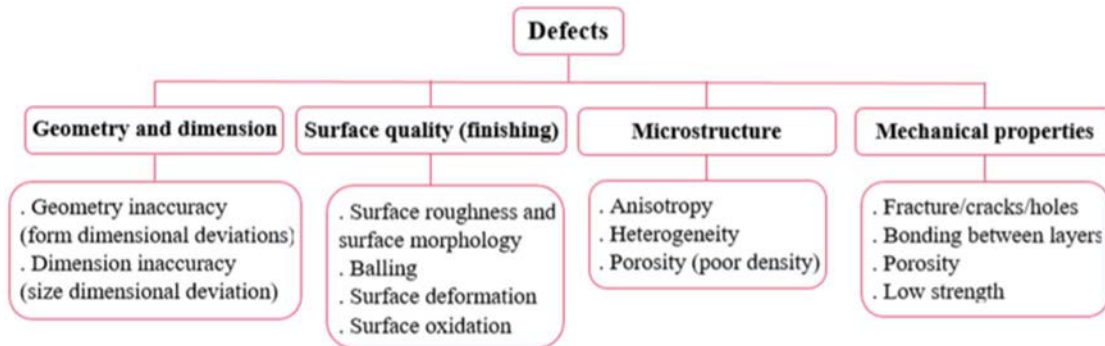 Defects
Geometry and dimension
Surface quality (finishing)
Microstructure
Mechanical properties
. Geometry inaccuracy
(form dimensional deviations)
. Dimension inaccuracy
(size dimensional deviation)
. Surface roughness and
surface morphology
. Balling
. Surface deformation
. Surface oxidation
. Anisotropy
. Heterogeneity
. Porosity (poor density)
. Fracture/cracks/holes
. Bonding between layers
. Porosity
. Low strength